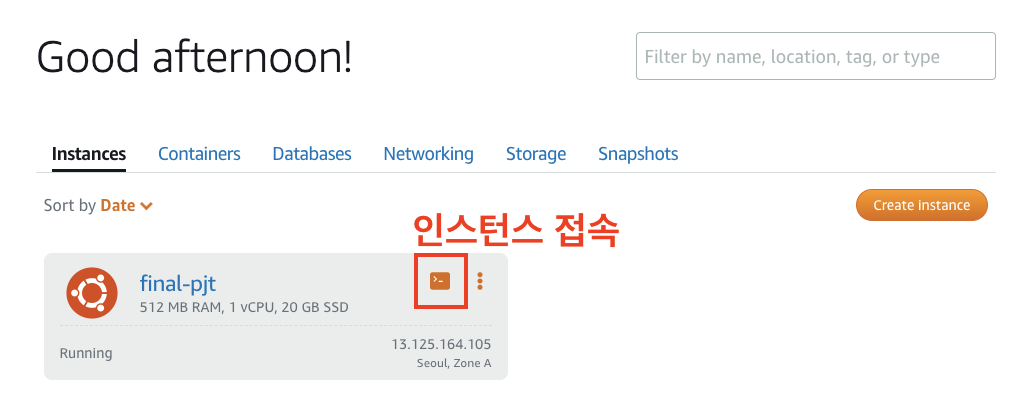 Good afternoon!
Filter by name, location, tag, or type
Instances Containers Databases Networking Storage Snapshots
Sort by Date
Create instance
인스턴스 접속
final-pjt
512 MB RAM, 1 vCPU, 20 GB SSD
Running
13.125.164.105
Seoul, Zone A